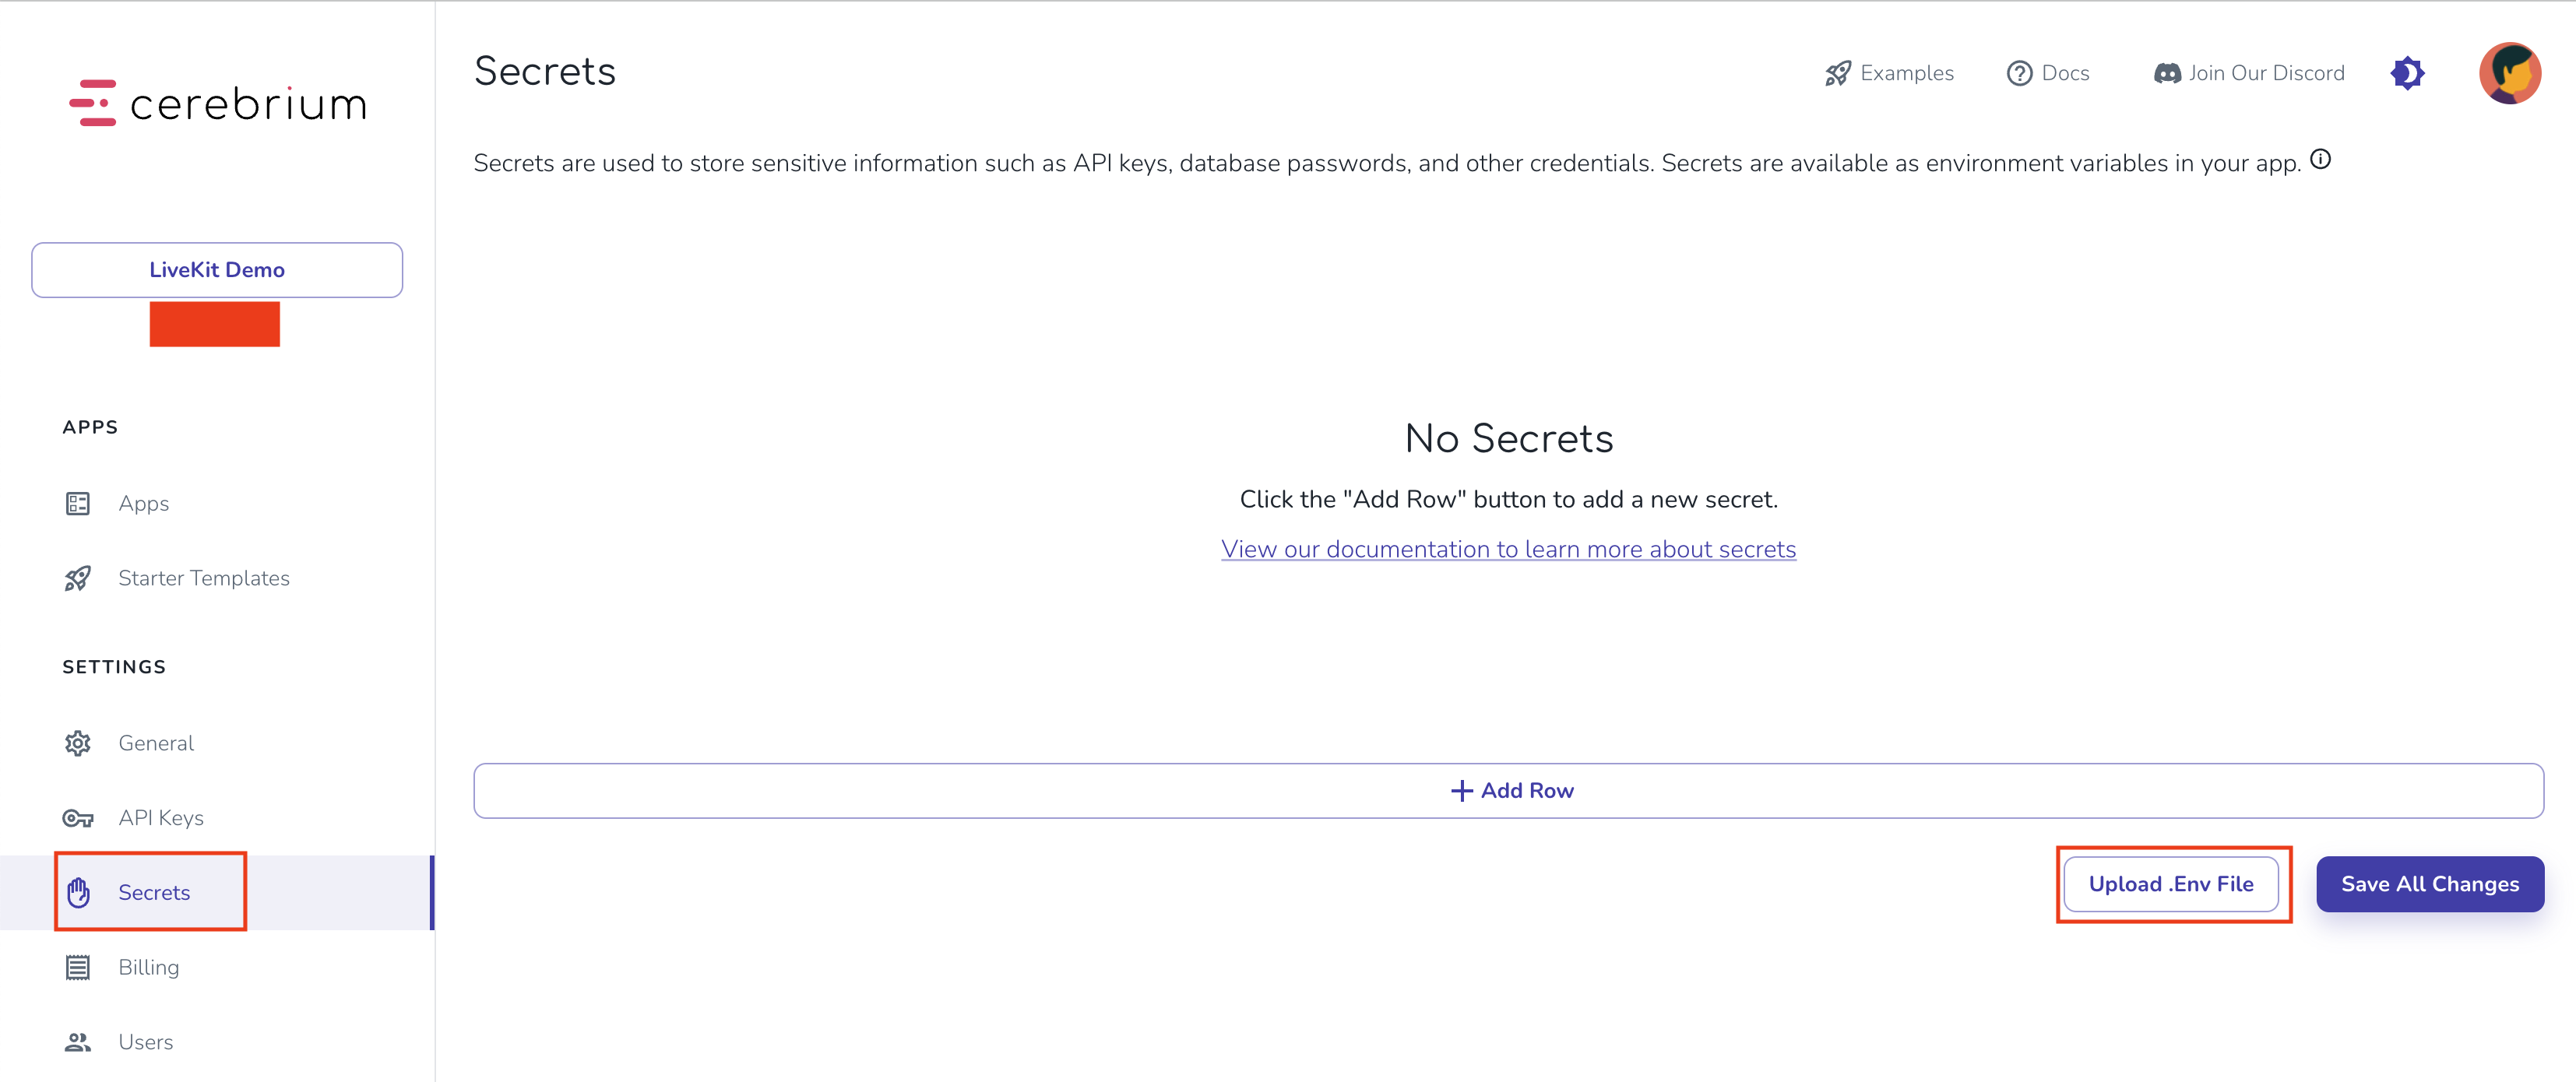 cerebrium
LiveKit Demo
APPS
Apps
Starter Templates
SETTINGS
General
API Keys
Secrets
Billing
Users
Secrets
Examples
Docs
Join Our Discord
Secrets are used to store sensitive information such as API keys, database passwords, and other credentials. Secrets are available as environment variables in your app.
No Secrets
Click the "Add Row" button to add a new secret.
View our documentation to learn more about secrets
+ Add Row
Upload .Env File
Save All Changes